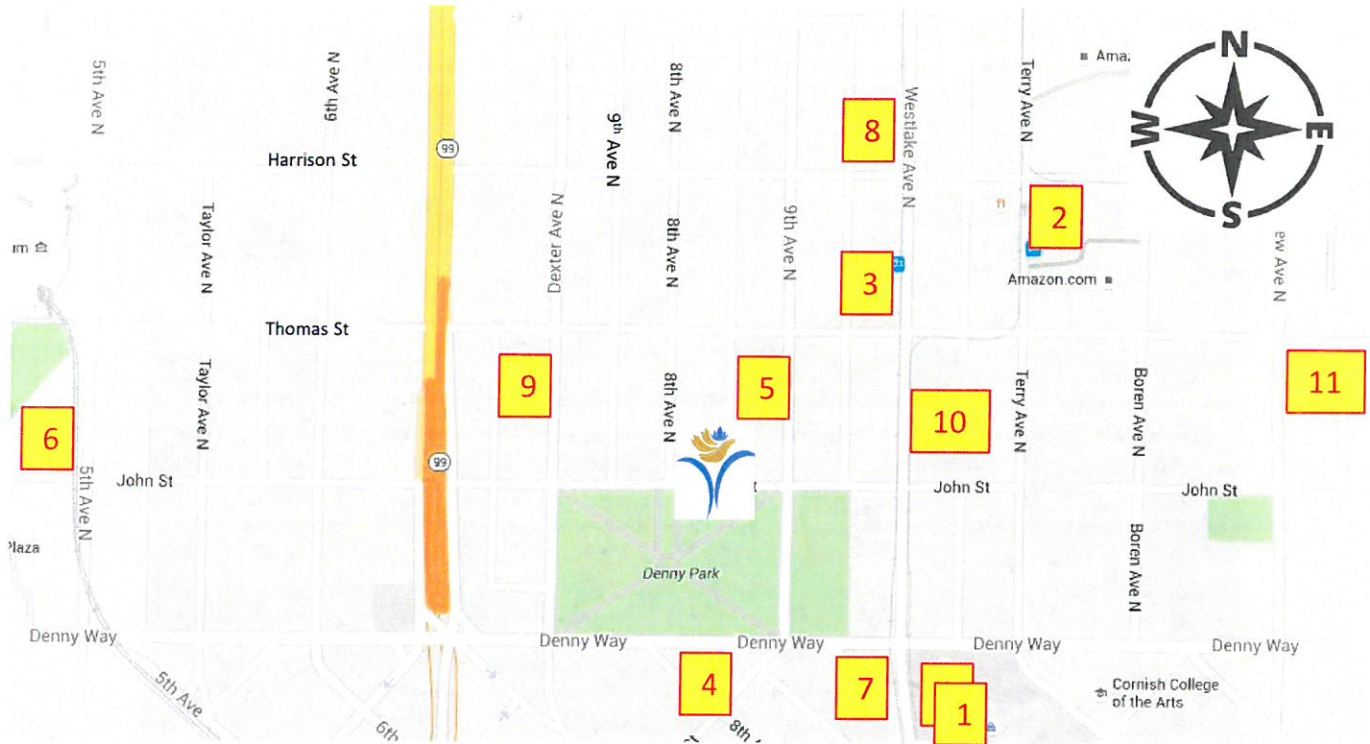 N
E
S
W
■ Amaz
5th Ave N
6th Ave N
8th Ave N
9th Ave N
Westlake Ave N
Terry Ave N
8
99
Harrison St
Taylor Ave N
Dexter Ave N
8th Ave N
9th Ave N
2
ew Ave N
3
Amazon.com ■
Thomas St
Taylor Ave N
9
8th Ave N
5
10
Terry Ave N
Boren Ave N
11
6
99
5th Ave N
John St
John St
John St
Boren Ave N
Plaza
Denny Park
Denny Way
Denny Way
Denny Way
Denny Way
Denny Way
5th Ave
6th
4
8th
7
1
Cornish College
of the Arts